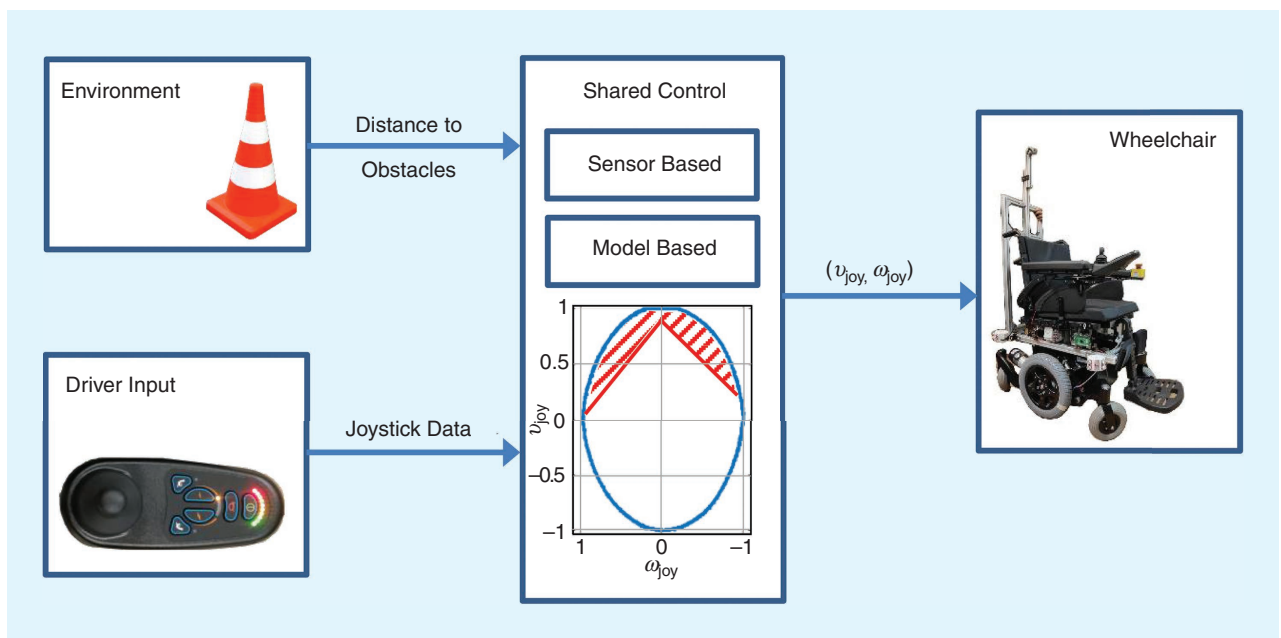 Environment
Distance to
Obstacles
Driver Input
Joystick Data
Shared Control
Sensor Based
Model Based
1
0.5
0
−0.5
−1
υjoy
1
0
−1
ωjoy
(υjoy, ωjoy)
Wheelchair